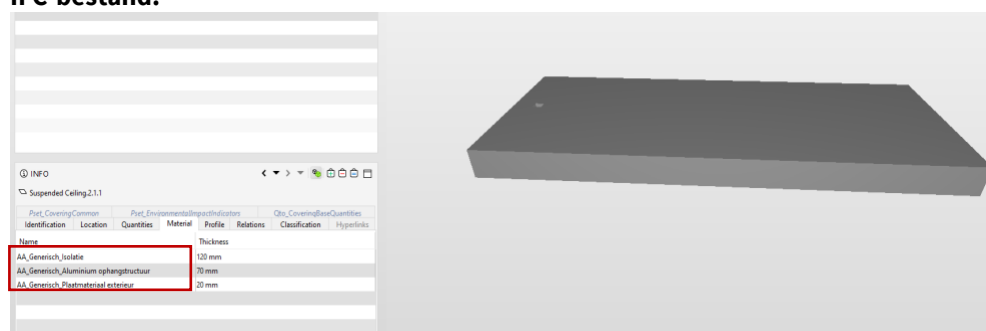 IFC bestand:
INFO
Suspended Ceiling.2.1.1
Pset_CoveringCommon Pset_EnvironmentalImpactIndicators Qto_CoveringBaseQuantities
Identification Location Quantities Material Profile Relations Classification Hyperlinks
Name Thickness
AA_Generisch_Isolatie 120 mm
AA_Generisch_Aluminium ophangstructuur 70 mm
AA_Generisch_Plaatmateriaal exterieur 20 mm